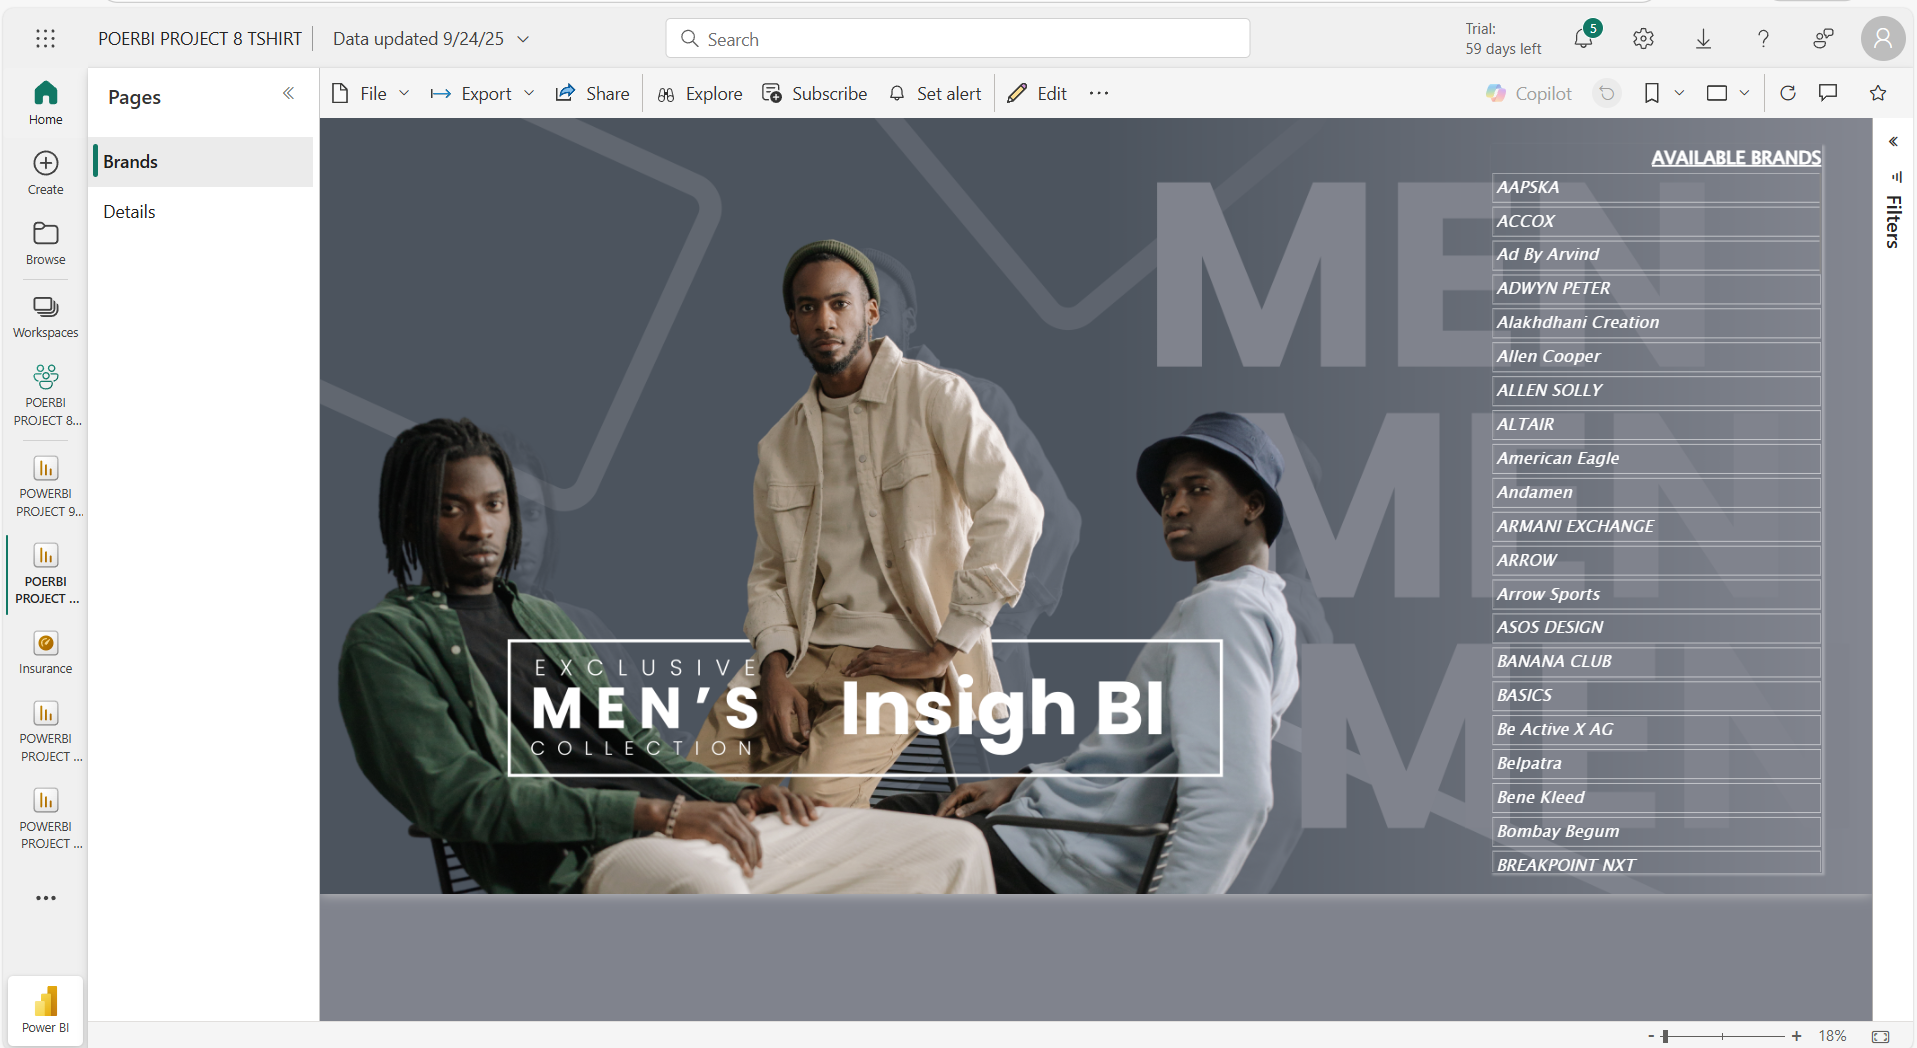 POERBI PROJECT 8 TSHIRT
Data updated 9/24/25
Search
Trial:
59 days left
5
Home
Create
Browse
Workspaces
POERBI
PROJECT 8...
POWERBI
PROJECT 9...
POERBI
PROJECT ...
Insurance
POWERBI
PROJECT ...
POWERBI
PROJECT ...
Power BI
Pages
Brands
Details
File
Export
Share
Explore
Subscribe
Set alert
Edit
Copilot
MEN
MEN
MEN
EXCLUSIVE
MEN'S
COLLECTION
Insigh BI
AVAILABLE BRANDS
AAPSKA
ACCOX
Ad By Arvind
ADWYN PETER
Alakhdhani Creation
Allen Cooper
ALLEN SOLLY
ALTAIR
American Eagle
Andamen
ARMANI EXCHANGE
ARROW
Arrow Sports
ASOS DESIGN
BANANA CLUB
BASICS
Be Active X AG
Belpatra
Bene Kleed
Bombay Begum
BREAKPOINT NXT
Filters
- + 18%